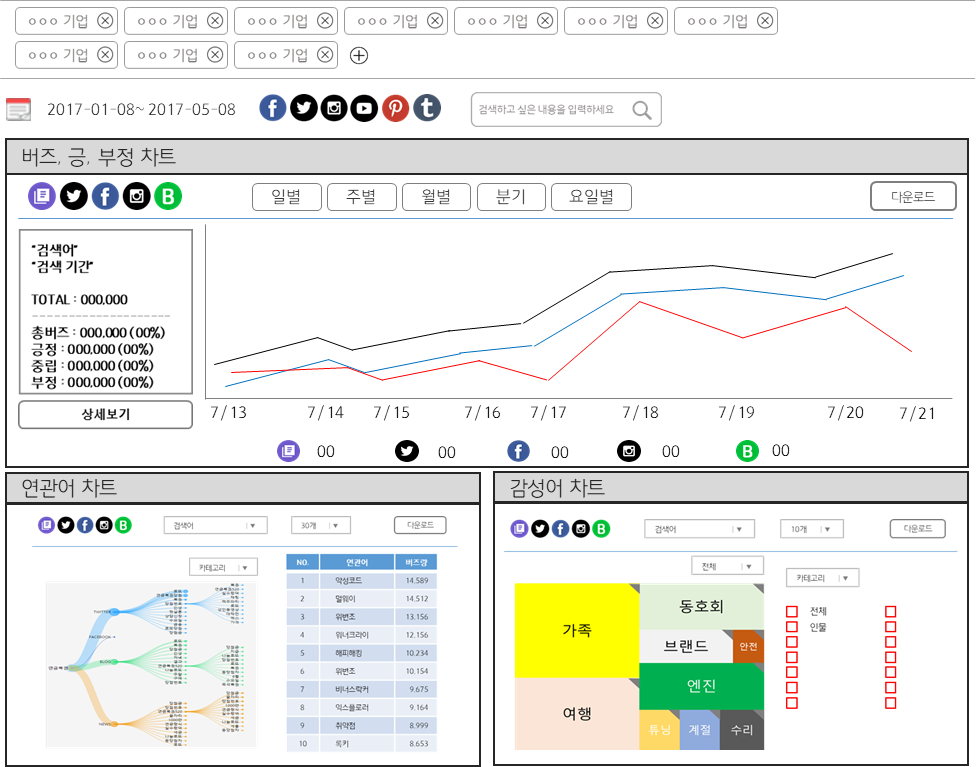 ㅇㅇㅇ 기업 ㅇㅇㅇ 기업 ㅇㅇㅇ 기업 ㅇㅇㅇ 기업 ㅇㅇㅇ 기업 ㅇㅇㅇ 기업 ㅇㅇㅇ 기업
ㅇㅇㅇ 기업 ㅇㅇㅇ 기업 ㅇㅇㅇ 기업
2017-01-08~ 2017-05-08
검색하고 싶은 내용을 입력하세요
버즈, 긍, 부정 차트
B
일별 주별 월별 분기 요일별
다운로드
"검색어"
"검색 기간"
TOTAL : 000,000
--------------------
총버즈 : 000,000 (00%)
긍정 : 000,000 (00%)
중립 : 000,000 (00%)
부정 : 000,000 (00%)
상세보기
7 / 13 7 / 14 7 / 15 7 / 16 7 / 17 7 / 18 7 / 19 7 / 20 7 / 21
00 00 00 00 B 00
연관어 차트
B
검색어 30개 다운로드
카테고리
TWITTER
FACEBOOK
BLOG
NEWS
NO. 연관어 버즈량
1 악성코드 14.589
2 멀웨이 14.512
3 위변조 13.156
4 워너크라이 12.156
5 해피해킹 10.234
6 위변조 10.154
7 비너스락커 9.675
8 익스플로러 9.164
9 취약점 8.999
10 록키 8.653
감성어 차트
B
검색어 10개 다운로드
전체
카테고리
가족
동호회
브랜드
안전
여행
엔진
튜닝
계절
수리
전체
인물